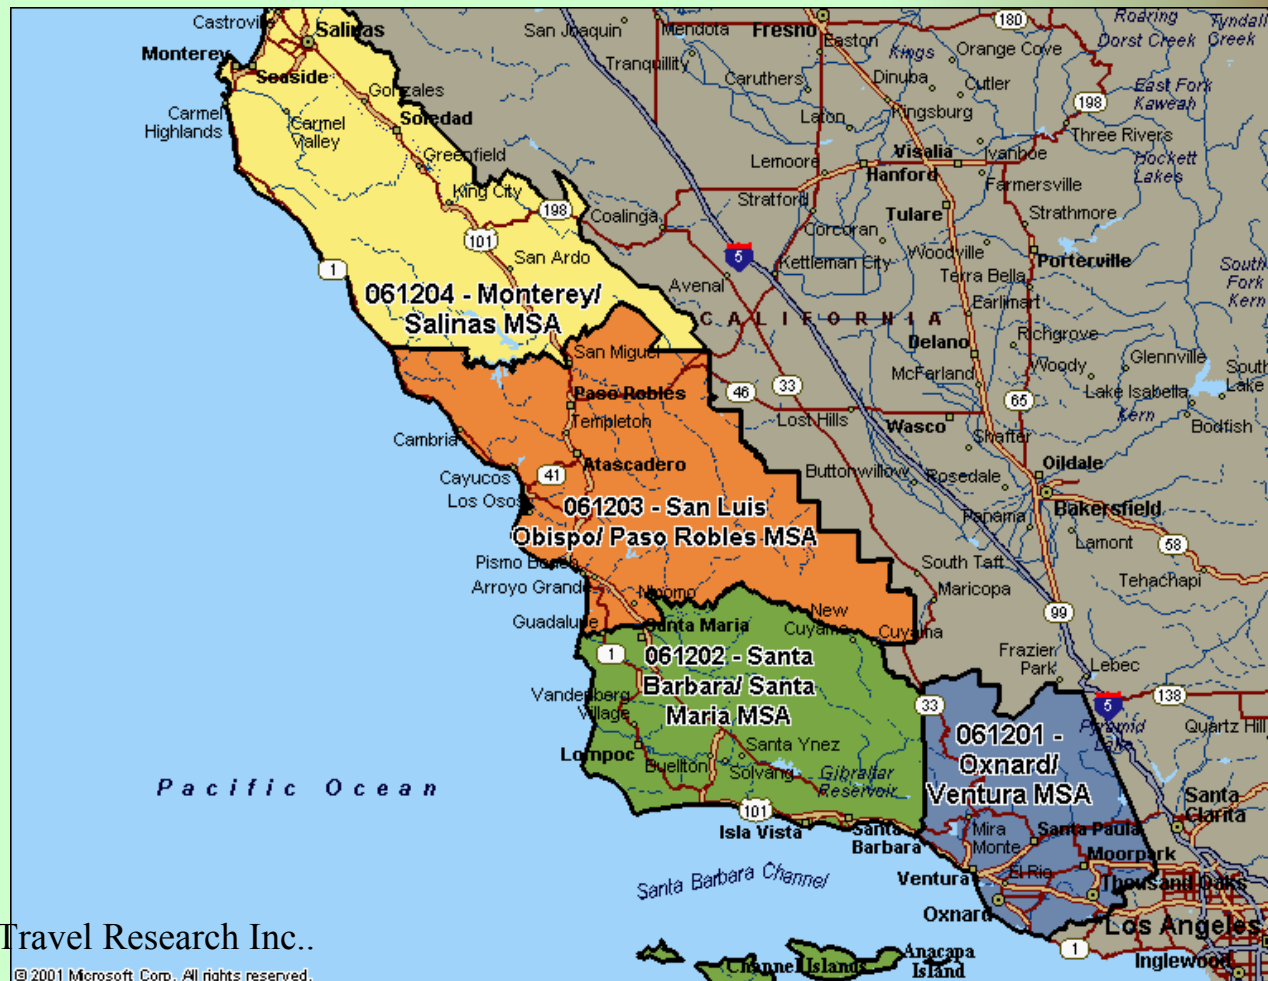 Castroville
Salinas
Monterey
Seaside
Gonzales
Carmel
Highlands
Carmel
Valley
Soledad
Greenfield
King City
198
Coalinga
101
San Ardo
1
061204 - Monterey/
Salinas MSA
San Joaquin
Mendota
Fresno
180
Roaring
Dorst Creek
Tyndall
Creek
Easton
Kings
Orange Cove
Tranquillity
Caruthers
Dinuba
Cutler
East Fork
Kaweah
Kingsburg
198
Laton
Three Rivers
Lemoore
Visalia
Ivanhoe
Hockett
Lakes
Hanford
Farmersville
Stratford
Tulare
Strathmore
Corcoran
Woodville
Porterville
5
Kettleman City
Terra Bella
South
Fork
Kern
Avenal
Earlimart
CALIFORNIA
Richgrove
Delano
Glennville
San Miguel
McFarland
Woody
South
Lake
Paso Robles
46
33
65
Lake Isabella
Templeton
Lost Hills
Wasco
Kern
Bodfish
Cambria
Shafter
Atascadero
Oildale
Cayucos
41
Buttonwillow
Rosedale
Los Osos
061203 - San Luis
Obispo/ Paso Robles MSA
Bakersfield
Panama
Lamont
58
Pismo Beach
South Taft
Tehachapi
Arroyo Grande
Nipomo
Maricopa
New
Cuyama
99
Guadalupe
Santa Maria
Cuyama
Frazier
Park
Lebec
1
061202 - Santa
Barbara/ Santa
Maria MSA
138
Vandenberg
Village
33
5
Pyramid
Lake
Quartz Hill
061201 -
Oxnard/
Ventura MSA
Lompoc
Santa Ynez
Buellton
Solvang
Gibraltar
Reservoir
Pacific Ocean
Santa
Clarita
101
Isla Vista
Santa
Barbara
Mira
Monte
Santa Paula
Moorpark
Santa Barbara Channel
Ventura
El Rio
Thousand Oaks
Oxnard
Los Angeles
Travel Research Inc..
1
Anacapa
Island
Inglewood
Channel Islands
© 2001 Microsoft Corp. All rights reserved.